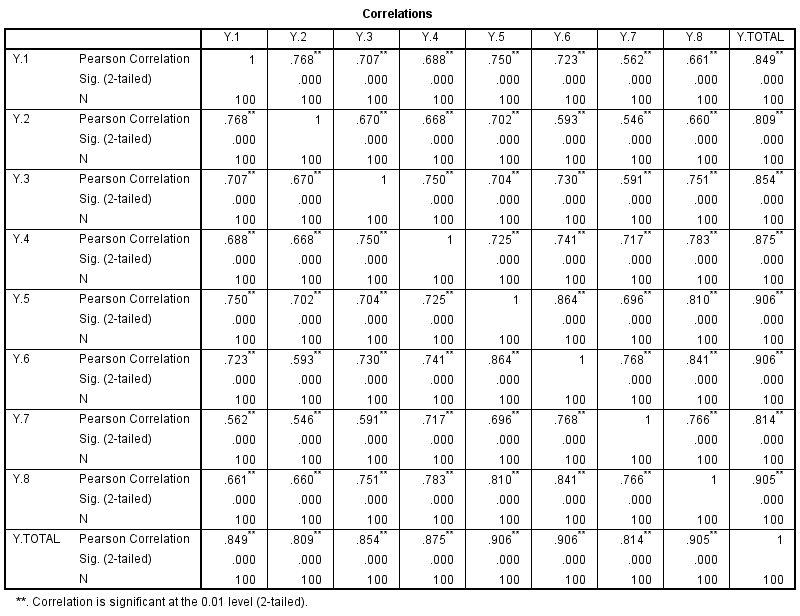 Correlations
Y.1 Y.2 Y.3 Y.4 Y.5 Y.6 Y.7 Y.8 Y.TOTAL
Y.1 Pearson Correlation 1 .768** .707** .688** .750** .723** .562** .661** .849**
Sig. (2-tailed) .000 .000 .000 .000 .000 .000 .000 .000
N 100 100 100 100 100 100 100 100 100
Y.2 Pearson Correlation .768** 1 .670** .668** .702** .593** .546** .660** .809**
Sig. (2-tailed) .000 .000 .000 .000 .000 .000 .000 .000
N 100 100 100 100 100 100 100 100 100
Y.3 Pearson Correlation .707** .670** 1 .750** .704** .730** .591** .751** .854**
Sig. (2-tailed) .000 .000 .000 .000 .000 .000 .000 .000
N 100 100 100 100 100 100 100 100 100
Y.4 Pearson Correlation .688** .668** .750** 1 .725** .741** .717** .783** .875**
Sig. (2-tailed) .000 .000 .000 .000 .000 .000 .000 .000
N 100 100 100 100 100 100 100 100 100
Y.5 Pearson Correlation .750** .702** .704** .725** 1 .864** .696** .810** .906**
Sig. (2-tailed) .000 .000 .000 .000 .000 .000 .000 .000
N 100 100 100 100 100 100 100 100 100
Y.6 Pearson Correlation .723** .593** .730** .741** .864** 1 .768** .841** .906**
Sig. (2-tailed) .000 .000 .000 .000 .000 .000 .000 .000
N 100 100 100 100 100 100 100 100 100
Y.7 Pearson Correlation .562** .546** .591** .717** .696** .768** 1 .766** .814**
Sig. (2-tailed) .000 .000 .000 .000 .000 .000 .000 .000
N 100 100 100 100 100 100 100 100 100
Y.8 Pearson Correlation .661** .660** .751** .783** .810** .841** .766** 1 .905**
Sig. (2-tailed) .000 .000 .000 .000 .000 .000 .000 .000
N 100 100 100 100 100 100 100 100 100
Y.TOTAL Pearson Correlation .849** .809** .854** .875** .906** .906** .814** .905** 1
Sig. (2-tailed) .000 .000 .000 .000 .000 .000 .000 .000
N 100 100 100 100 100 100 100 100 100
**. Correlation is significant at the 0.01 level (2-tailed).